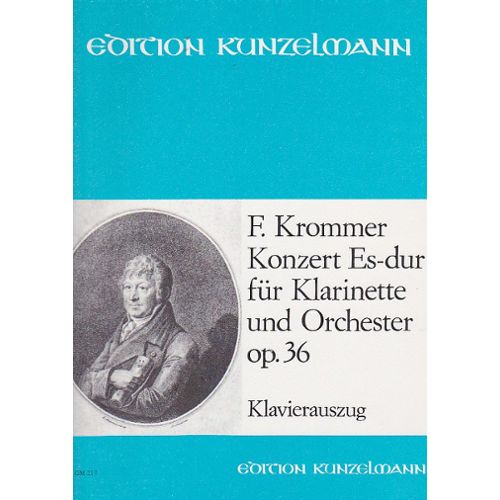 EDITION KUNZELMANN
F. Krommer
Konzert Es-dur
für Klarinette
und Orchester
op. 36
Klavierauszug
EDITION KUNZELMANN